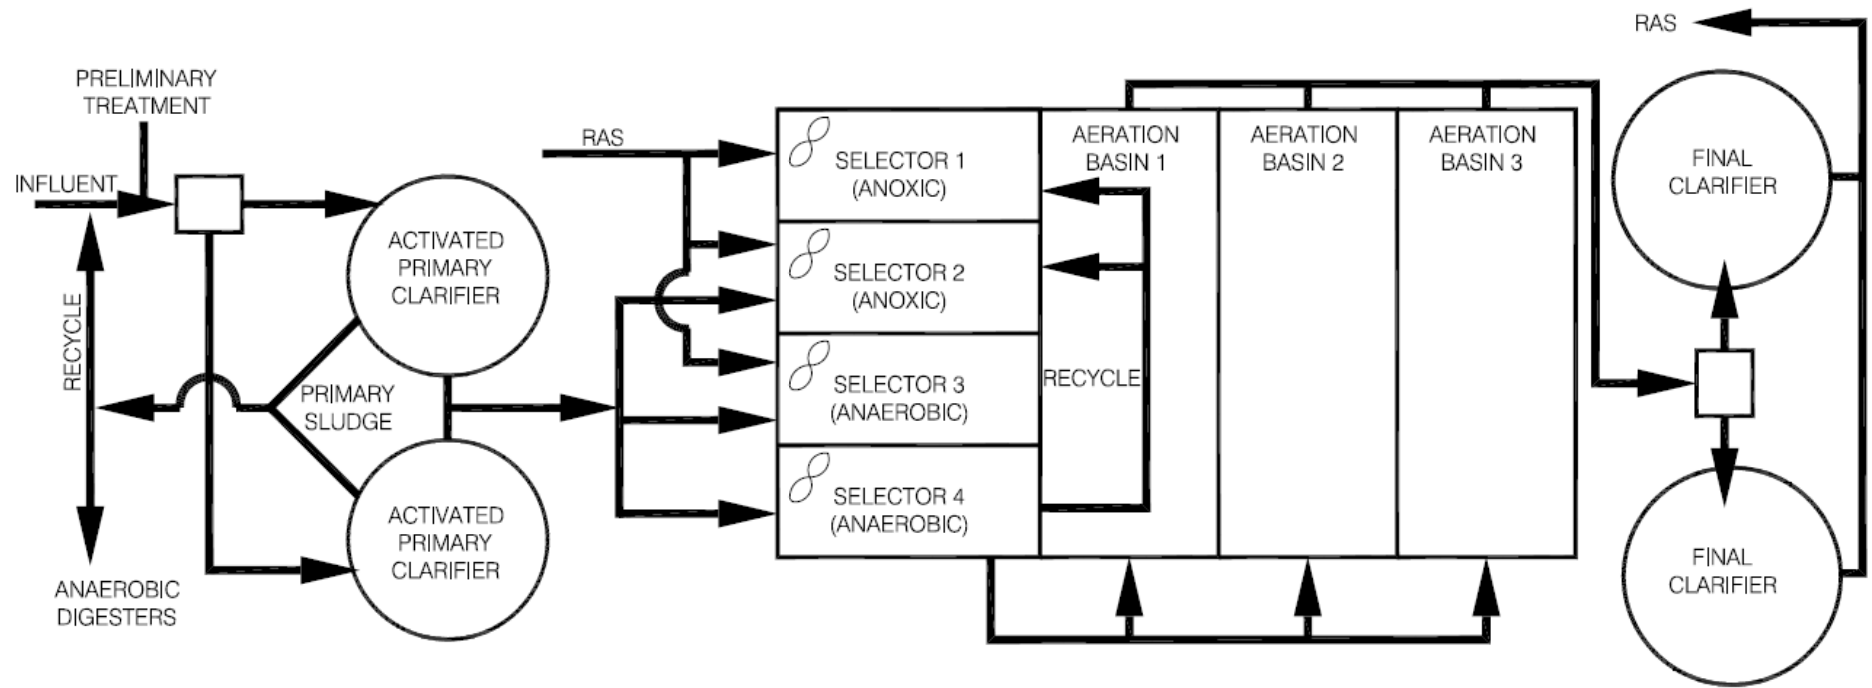 PRELIMINARY
TREATMENT
INFLUENT
RECYCLE
ANAEROBIC
DIGESTERS
ACTIVATED
PRIMARY
CLARIFIER
PRIMARY
SLUDGE
ACTIVATED
PRIMARY
CLARIFIER
RAS
SELECTOR 1
(ANOXIC)
SELECTOR 2
(ANOXIC)
SELECTOR 3
(ANAEROBIC)
SELECTOR 4
(ANAEROBIC)
AERATION
BASIN 1
RECYCLE
AERATION
BASIN 2
AERATION
BASIN 3
RAS
FINAL
CLARIFIER
FINAL
CLARIFIER